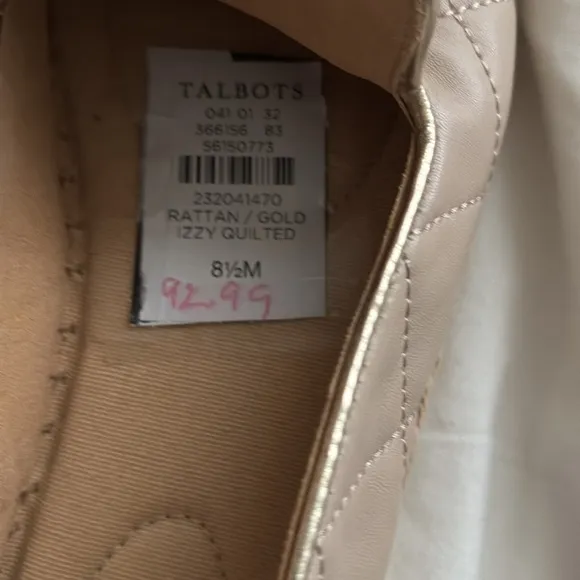 TALBOTS
041 01 32
366156 83
56150773
232041470
RATTAN / GOLD
IZZY QUILTED
8½M
92.99